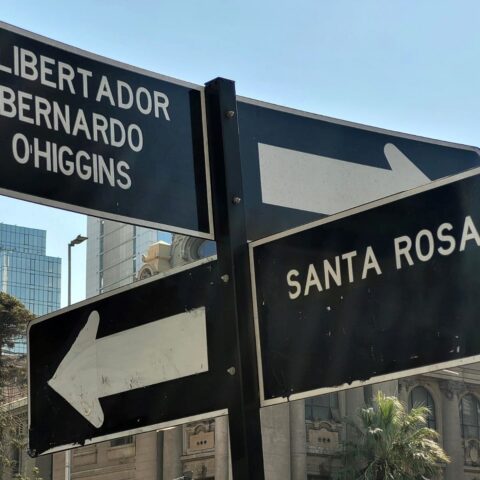 LIBERTADOR
BERNARDO
O'HIGGINS
SANTA ROSA